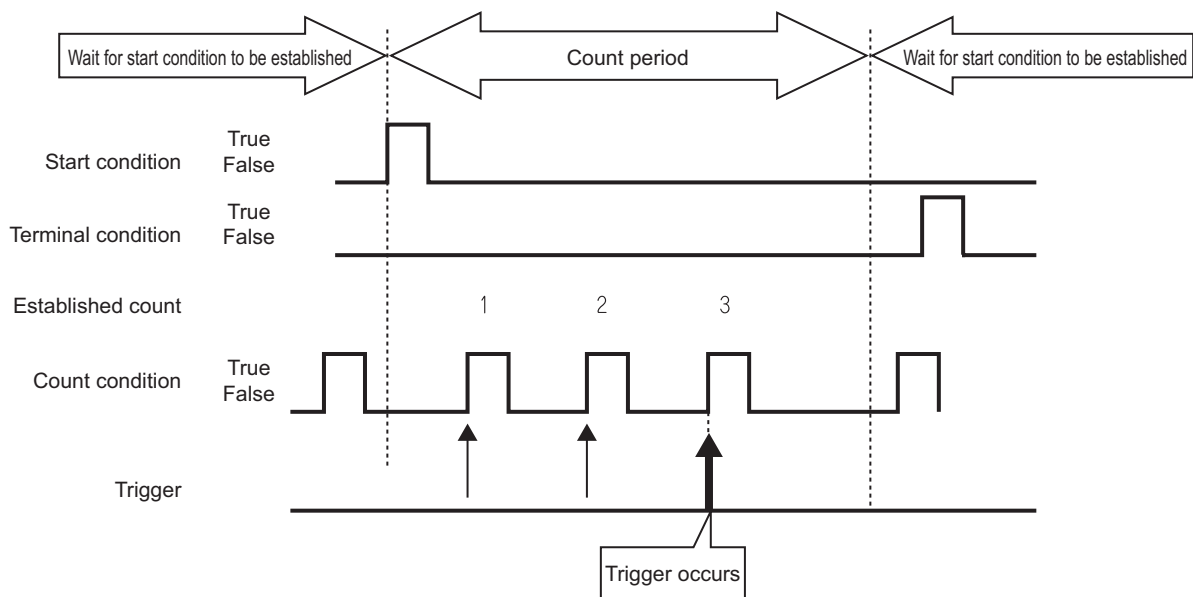 Wait for start condition to be established
Count period
Wait for start condition to be established
Start condition
True
False
Terminal condition
True
False
Established count
1
2
3
Count condition
True
False
Trigger
Trigger occurs